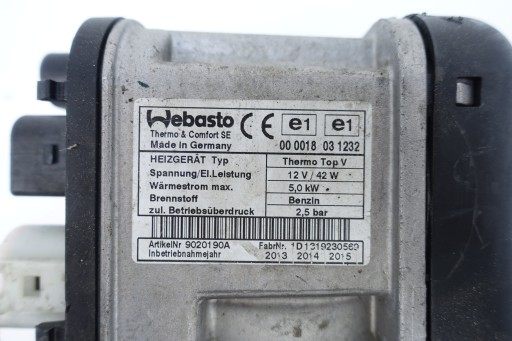 Webasto CE e1 e1
Thermo & Comfort SE
Made in Germany 00 0018 03 1232
HEIZGERÄT Typ Thermo Top V
Spannung/El.Leistung 12 V / 42 W
Wärmestrom max. 5,0 kW
Brennstoff Benzin
zul. Betriebsüberdruck 2,5 bar
ArtikelNr 9020190A FabrNr. 1D1319230569
Inbetriebnahmejahr 2013 2014 2015